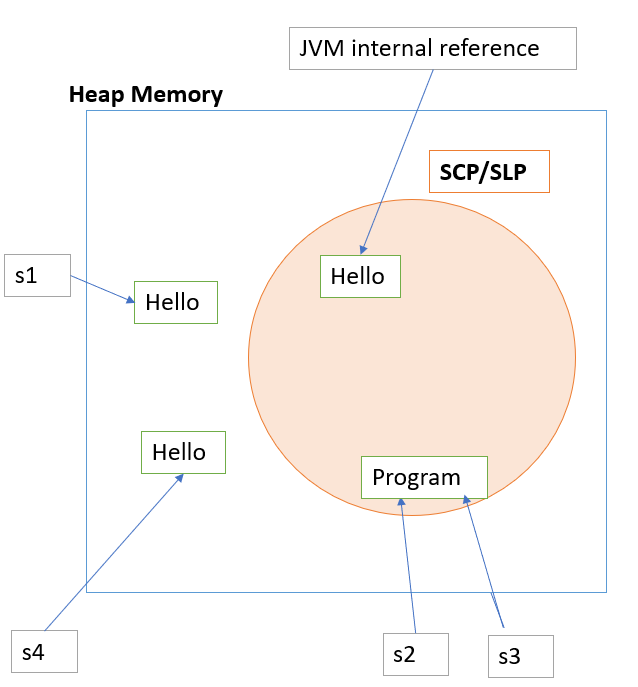 JVM internal reference
Heap Memory
SCP/SLP
s1
Hello
Hello
Hello
Program
s4
s2
s3